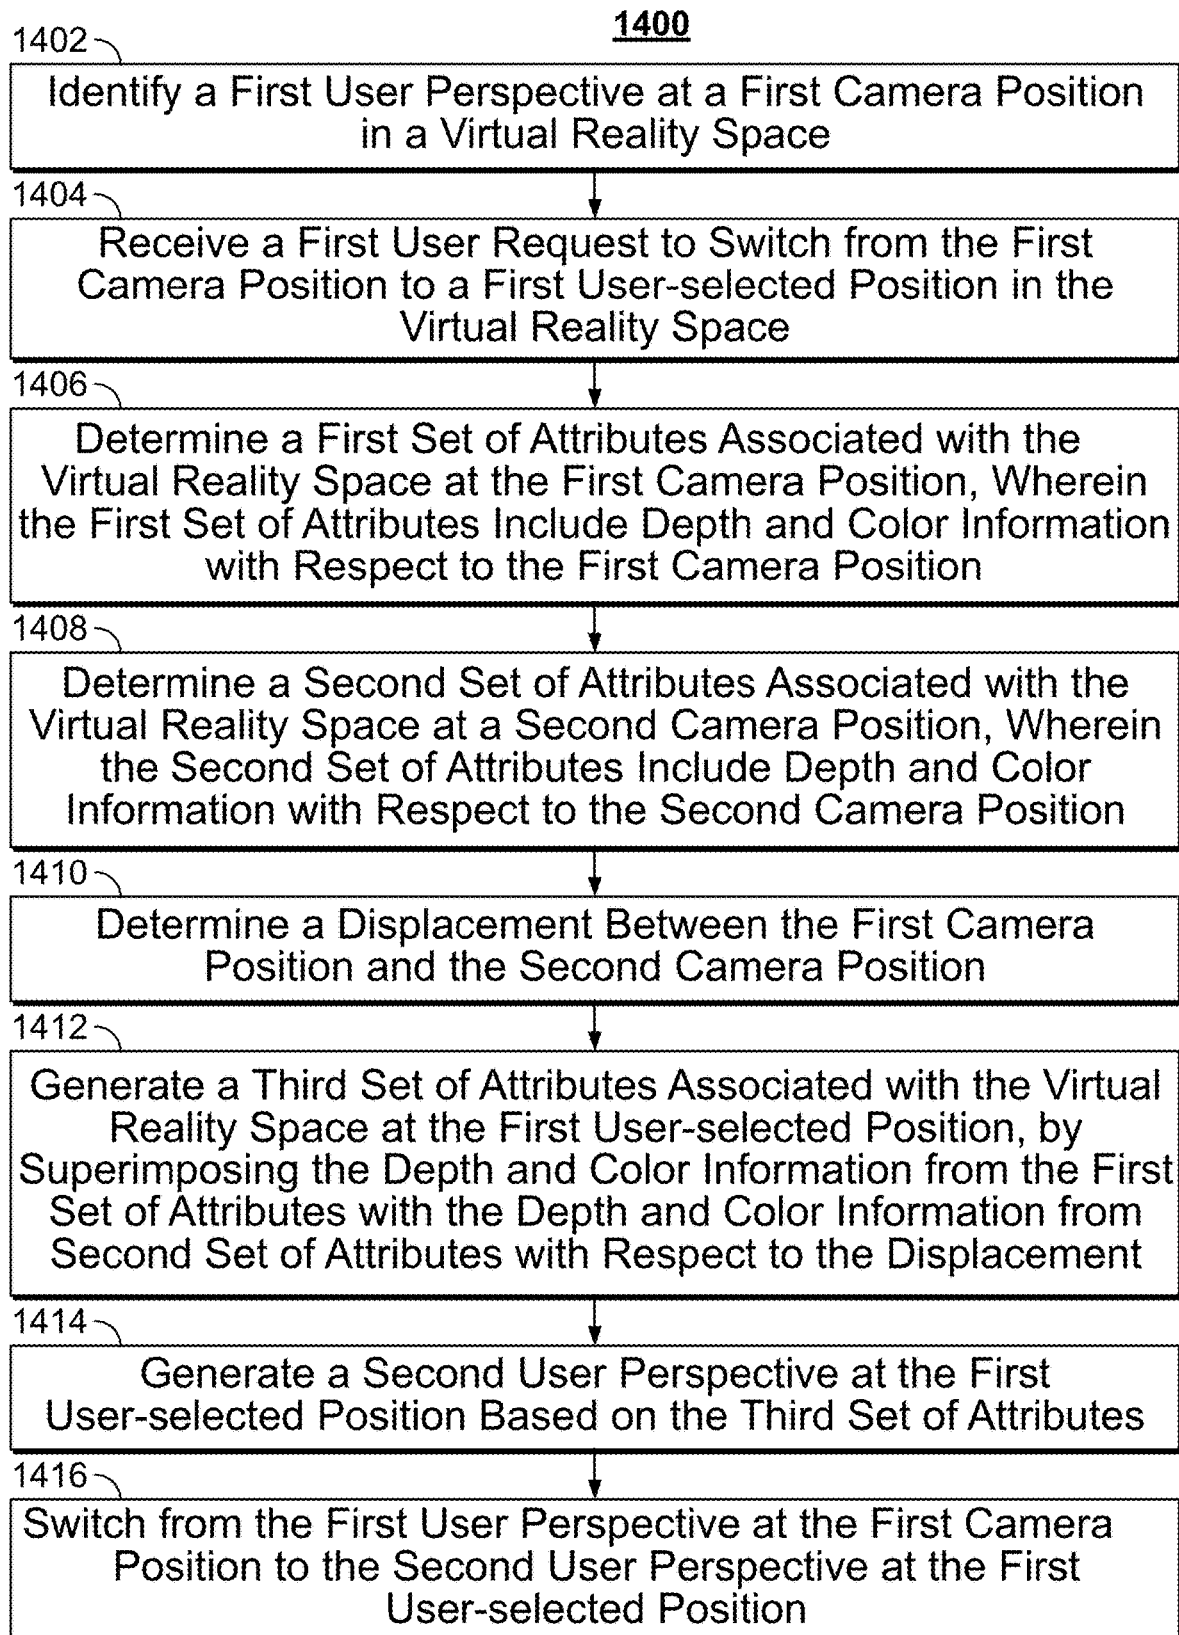 1400
1402
Identify a First User Perspective at a First Camera Position
in a Virtual Reality Space
1404
Receive a First User Request to Switch from the First
Camera Position to a First User-selected Position in the
Virtual Reality Space
1406
Determine a First Set of Attributes Associated with the
Virtual Reality Space at the First Camera Position, Wherein
the First Set of Attributes Include Depth and Color Information
with Respect to the First Camera Position
1408
Determine a Second Set of Attributes Associated with the
Virtual Reality Space at a Second Camera Position, Wherein
the Second Set of Attributes Include Depth and Color
Information with Respect to the Second Camera Position
1410
Determine a Displacement Between the First Camera
Position and the Second Camera Position
1412
Generate a Third Set of Attributes Associated with the Virtual
Reality Space at the First User-selected Position, by
Superimposing the Depth and Color Information from the First
Set of Attributes with the Depth and Color Information from
Second Set of Attributes with Respect to the Displacement
1414
Generate a Second User Perspective at the First
User-selected Position Based on the Third Set of Attributes
1416
Switch from the First User Perspective at the First Camera
Position to the Second User Perspective at the First
User-selected Position